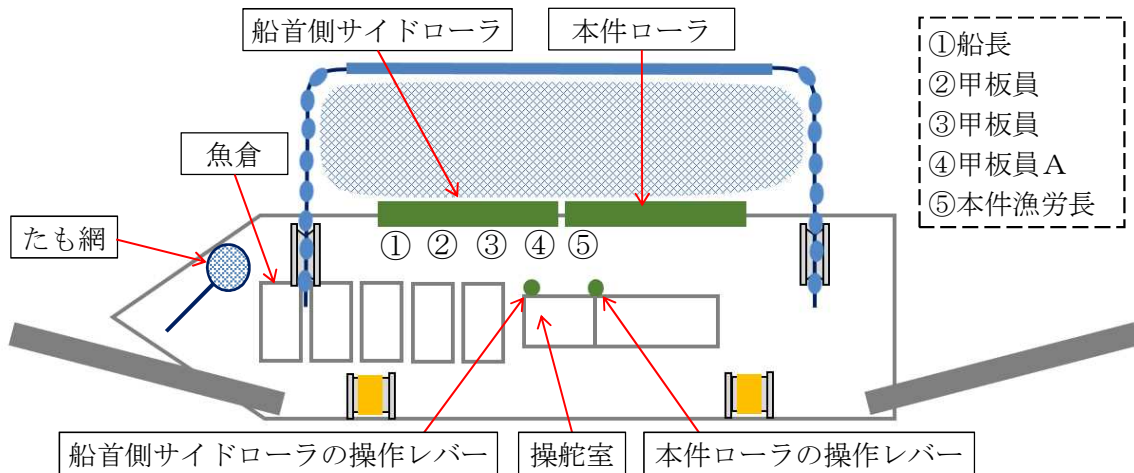 船首側サイドローラ
本件ローラ
①船長
②甲板員
③甲板員
④甲板員A
⑤本件漁労長
魚倉
たも網
① ② ③ ④ ⑤
船首側サイドローラの操作レバー
操舵室
本件ローラの操作レバー